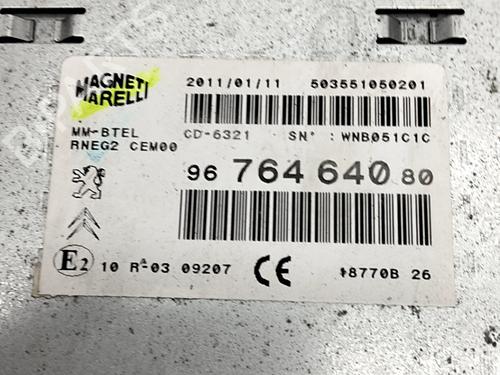 MAGNETI
MARELLI
2011/01/11 503551050201
MM-BTEL
RNEG2 CEM00
CD-6321 SN° : WNB051C1C
96 764 640 80
E2 10 Rª-03 09207 CE 18770B 26